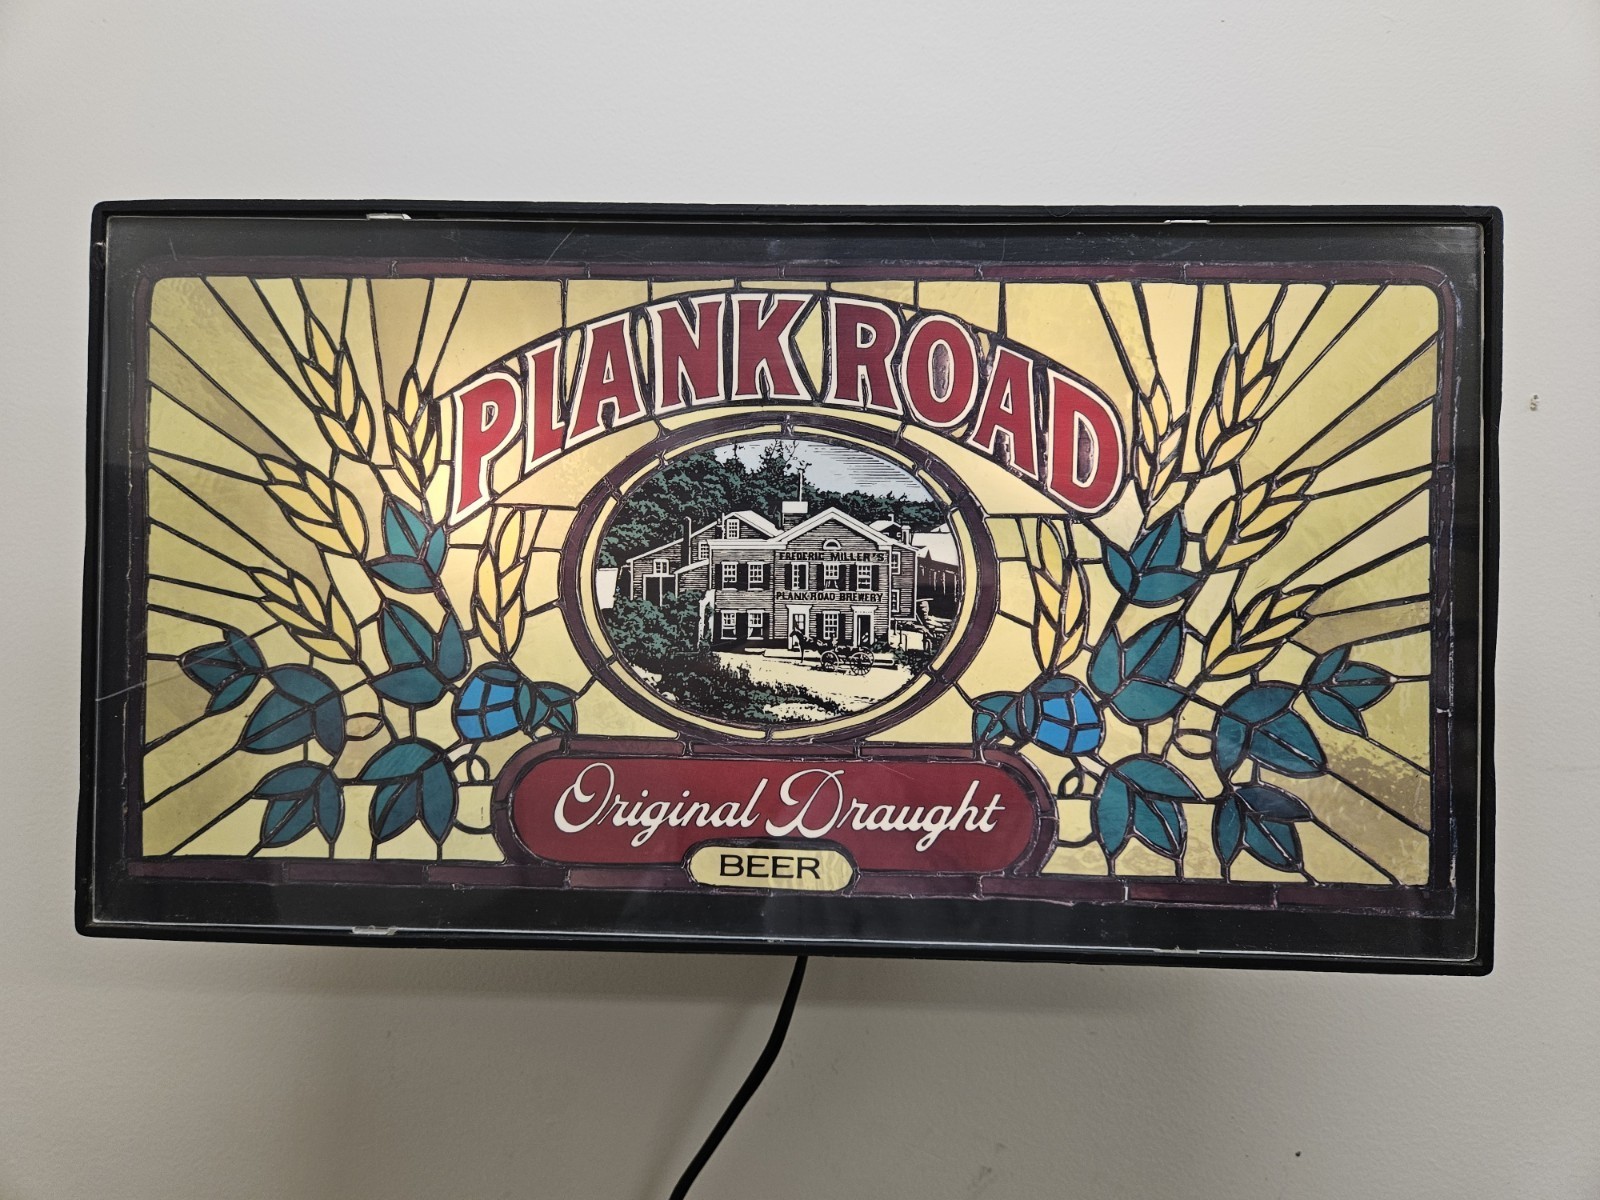 PLANK ROAD
FREDERIC MILLER'S
PLANK ROAD BREWERY
Original Draught
BEER